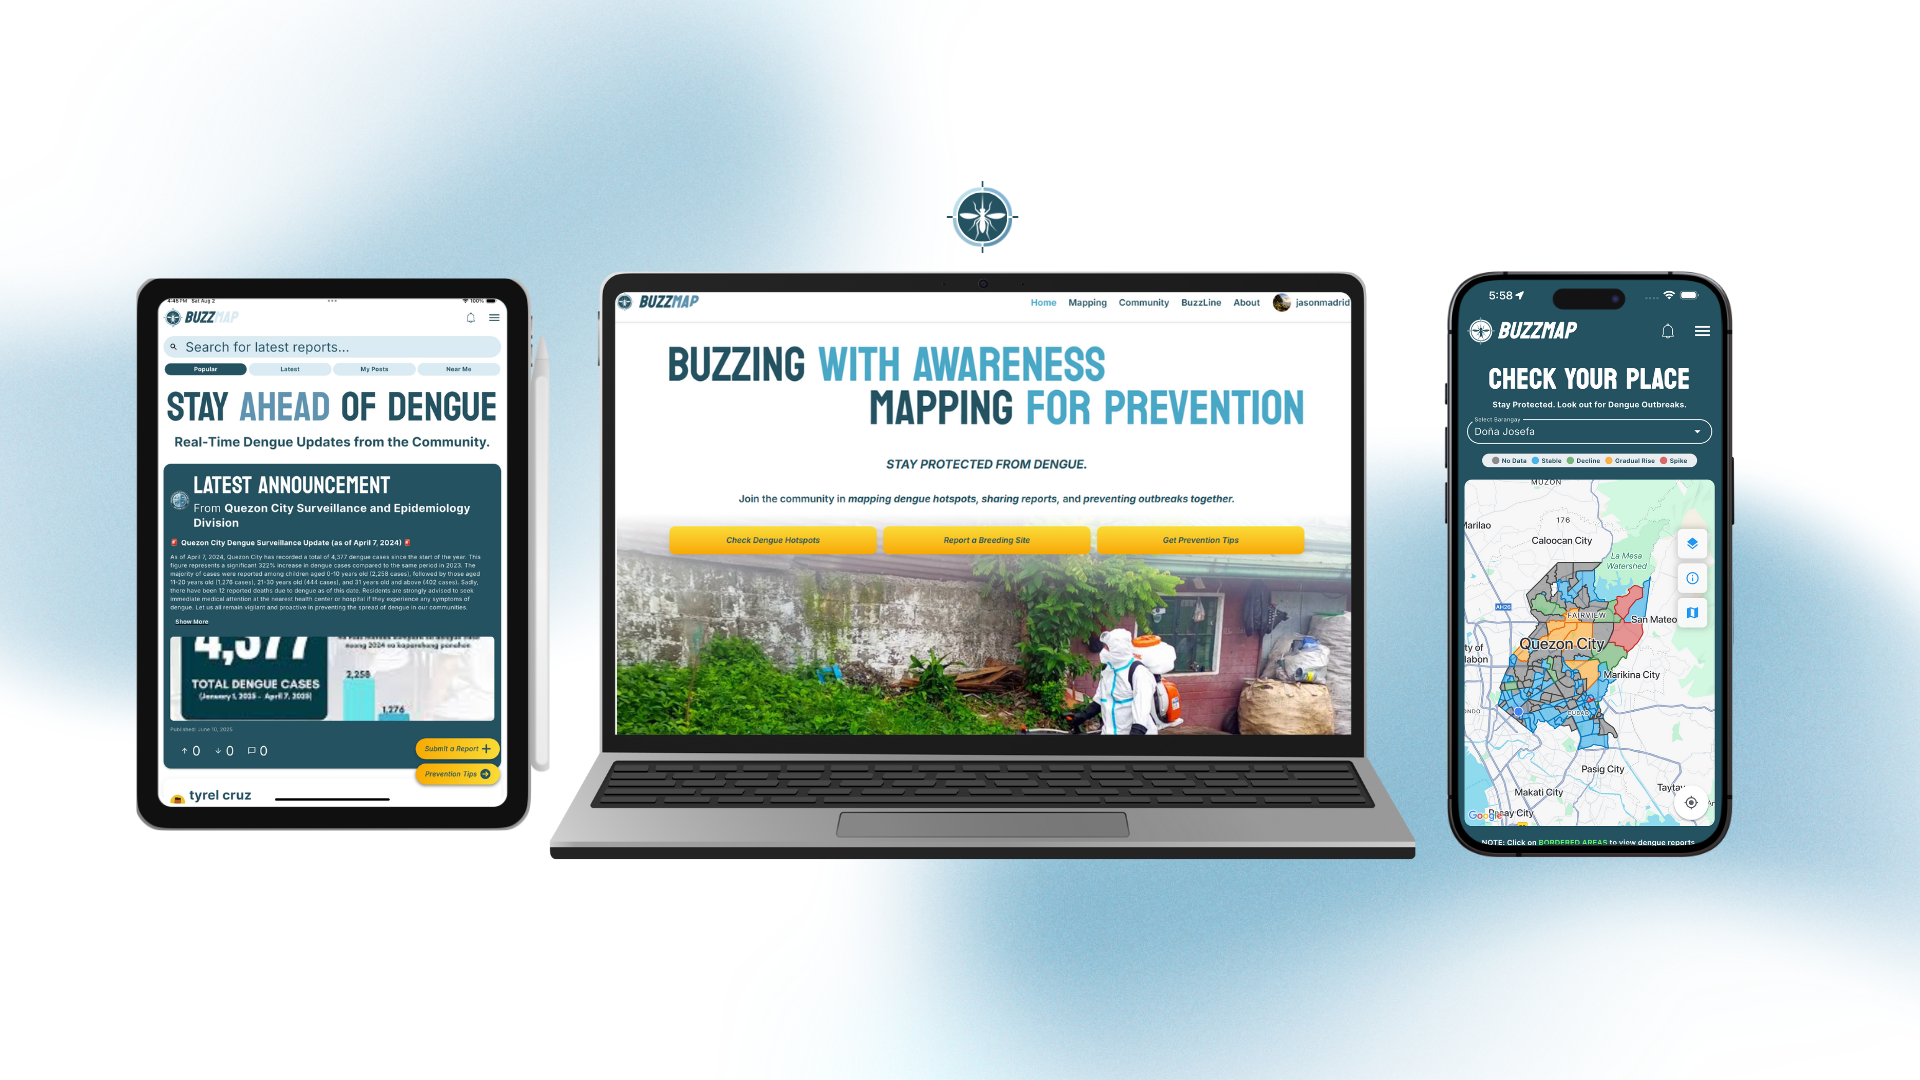 4:45 PM Sat Aug 2
100%
BUZZMAP
Search for latest reports...
Popular
Latest
My Posts
Near Me
STAY AHEAD OF DENGUE
Real-Time Dengue Updates from the Community.
LATEST ANNOUNCEMENT
From Quezon City Surveillance and Epidemiology
Division
🚨 Quezon City Dengue Surveillance Update (as of April 7, 2024) 🚨
As of April 7, 2024, Quezon City has recorded a total of 4,377 dengue cases since the start of the year. This
figure represents a significant 322% increase in dengue cases compared to the same period in 2023. The
majority of cases were reported among children aged 0-10 years old (2,258 cases), followed by those aged
11-20 years old (1,276 cases), 21-30 years old (444 cases), and 31 years old and above (402 cases). Sadly,
there have been 12 reported deaths due to dengue as of this date. Residents are strongly advised to seek
immediate medical attention at the nearest health center or hospital if they experience any symptoms of
dengue. Let us all remain vigilant and proactive in preventing the spread of dengue in our communities.
Show More
4,377
noong 2024 na kaparehong panahon.
TOTAL DENGUE CASES
(January 1, 2025 - April 7, 2025)
2,258
1,276
Published: June 10, 2025
0
0
0
Submit a Report
Prevention Tips
tyrel cruz
BUZZMAP
Home
Mapping
Community
BuzzLine
About
jasonmadrid
BUZZING WITH AWARENESS
MAPPING FOR PREVENTION
STAY PROTECTED FROM DENGUE.
Join the community in mapping dengue hotspots, sharing reports, and preventing outbreaks together.
Check Dengue Hotspots
Report a Breeding Site
Get Prevention Tips
5:58
BUZZMAP
CHECK YOUR PLACE
Stay Protected. Look out for Dengue Outbreaks.
Select Barangay
Doña Josefa
No Data
Stable
Decline
Gradual Rise
Spike
MUZON
Marilao
176
Caloocan City
La Mesa
Watershed
AH26
FAIRVIEW
San Mateo
Quezon City
ty of
labon
Marikina City
ONDO
CUBAO
Pasig City
Makati City
Taytay
An
Pasay City
Google
NOTE: Click on BORDERED AREAS to view dengue reports